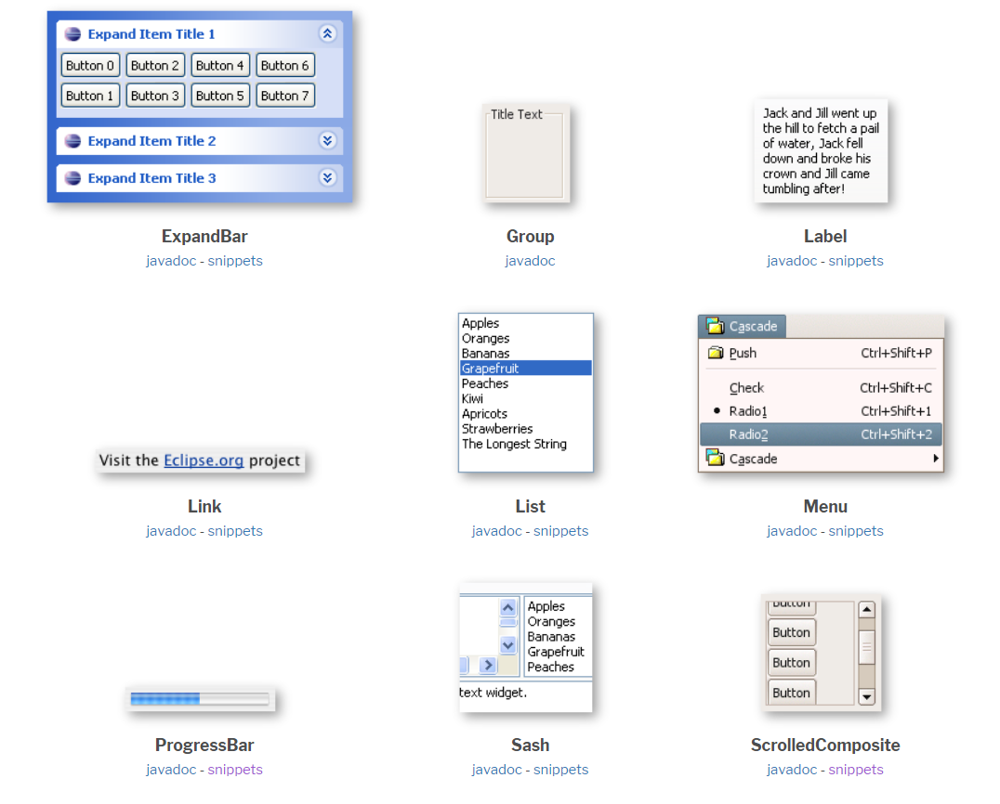 Expand Item Title 1
Button 0 Button 2 Button 4 Button 6
Button 1 Button 3 Button 5 Button 7
Expand Item Title 2
Expand Item Title 3
ExpandBar
javadoc - snippets
Title Text
Group
javadoc
Jack and Jill went up
the hill to fetch a pail
of water, Jack fell
down and broke his
crown and Jill came
tumbling after!
Label
javadoc - snippets
Visit the Eclipse.org project
Link
javadoc - snippets
Apples
Oranges
Bananas
Grapefruit
Peaches
Kiwi
Apricots
Strawberries
The Longest String
List
javadoc - snippets
Cascade
Push Ctrl+Shift+P
Check Ctrl+Shift+C
Radio1 Ctrl+Shift+1
Radio2 Ctrl+Shift+2
Cascade
Menu
javadoc - snippets
ProgressBar
javadoc - snippets
Apples
Oranges
Bananas
Grapefruit
Peaches
text widget.
Sash
javadoc - snippets
Button
Button
Button
Button
ScrolledComposite
javadoc - snippets